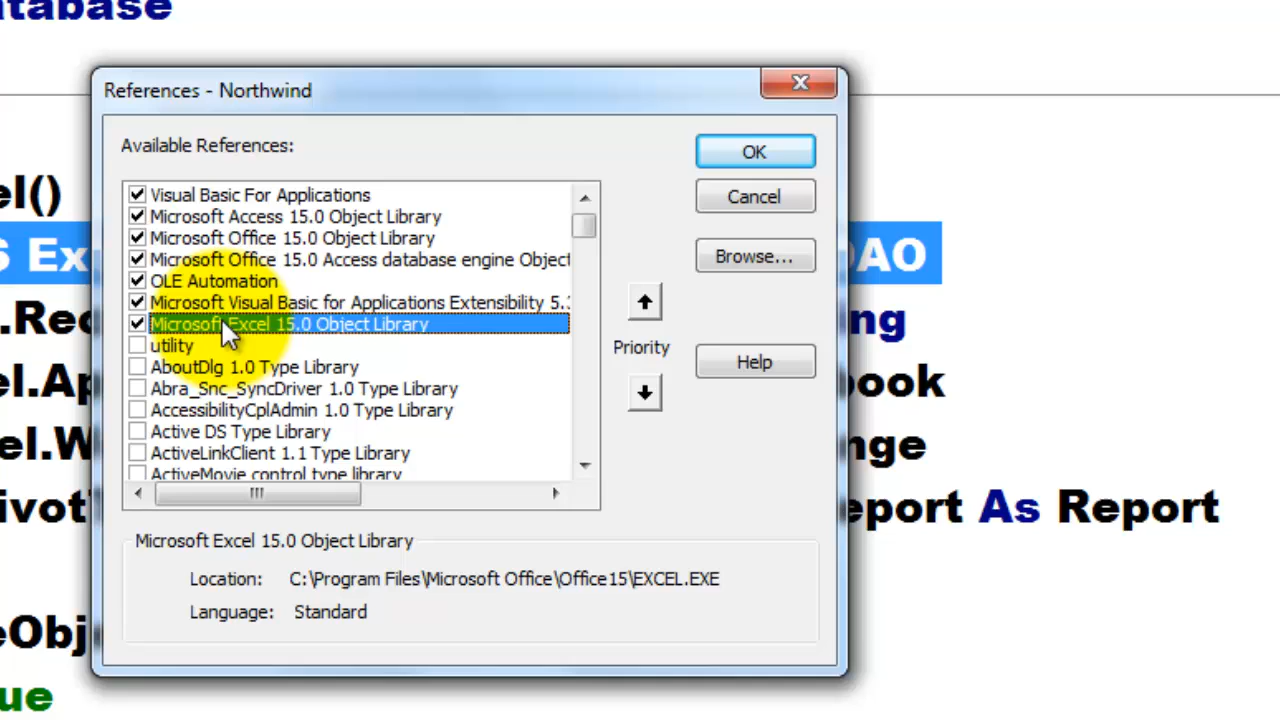 atabase
References - Northwind
Available References:
OK
Visual Basic For Applications
Cancel
el()
Microsoft Access 15.0 Object Library
Microsoft Office 15.0 Object Library
S Ex
Browse...
DAO
Microsoft Office 15.0 Access database engine Object
OLE Automation
Microsoft Visual Basic for Applications Extensibility 5.
.Rec
ng
Microsoft Excel 15.0 Object Library
utility
Priority
AboutDlg 1.0 Type Library
Help
el.Ap
book
Abra_Snc_SyncDriver 1.0 Type Library
AccessibilityCplAdmin 1.0 Type Library
Active DS Type Library
el.W
nge
ActiveLinkClient 1.1 Type Library
ActiveMovie control type library
ivot
eport As Report
Microsoft Excel 15.0 Object Library
Location: C:\Program Files\Microsoft Office\Office15\EXCEL.EXE
Language: Standard
eObj
ue